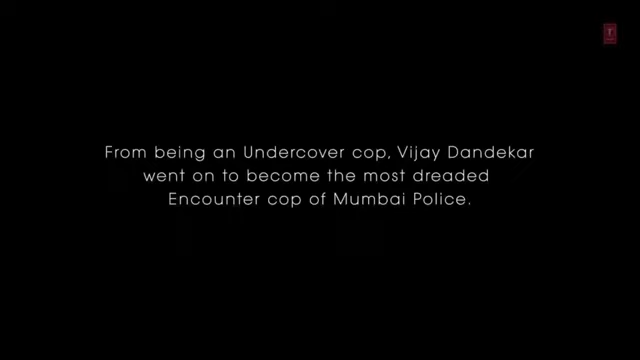 From being an Undercover cop, Vijay Dandekar
went on to become the most dreaded
Encounter cop of Mumbai Police.